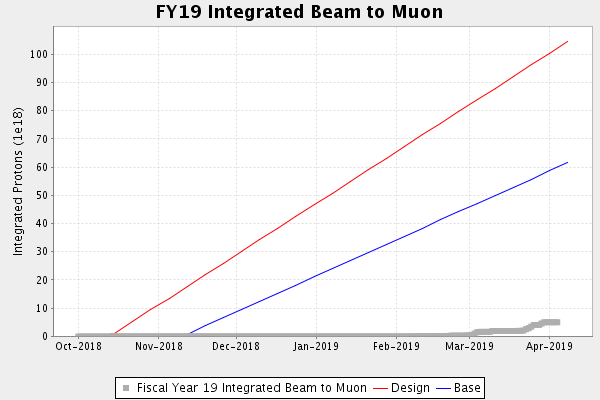 FY19 Integrated Beam to Muon
Integrated Protons (1e18)
100
90
80
70
60
50
40
30
20
10
0
Oct-2018 Nov-2018 Dec-2018 Jan-2019 Feb-2019 Mar-2019 Apr-2019
Fiscal Year 19 Integrated Beam to Muon Design Base